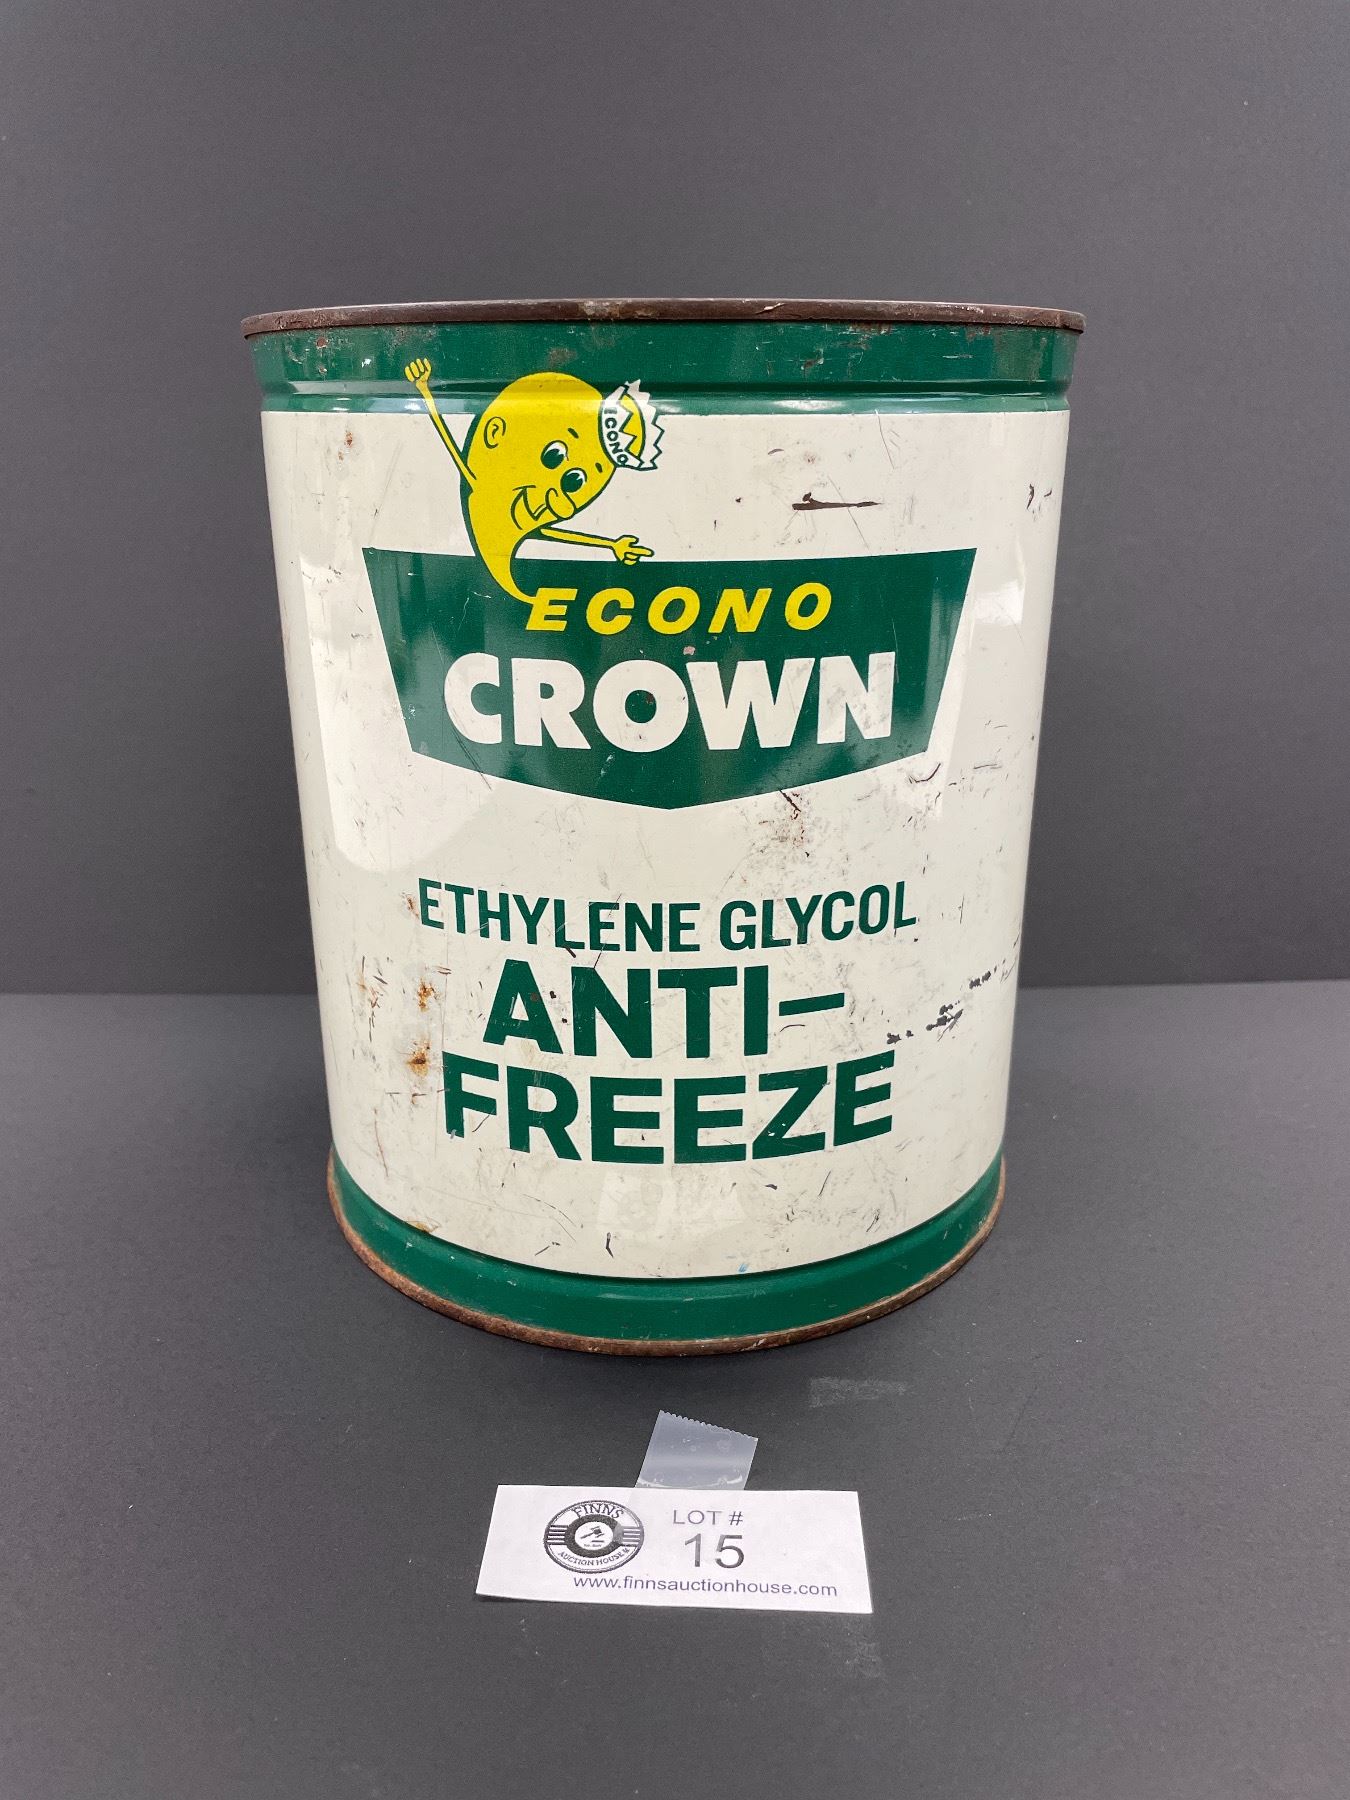 ECONO
ECONO
CROWN
ETHYLENE GLYCOL
ANTI-
FREEZE
FINNS
AUCTION HOUSE
LOT #
15
www.finnsauctionhouse.com